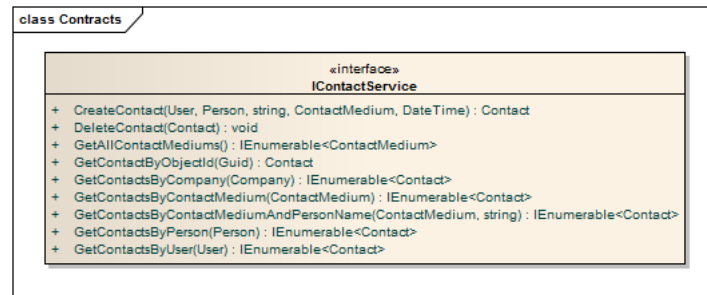 class Contracts
«interface»
IContactService
+ CreateContact(User, Person, string, ContactMedium, DateTime) : Contact
+ DeleteContact(Contact) : void
+ GetAllContactMediums() : IEnumerable<ContactMedium>
+ GetContactByObjectId(Guid) : Contact
+ GetContactsByCompany(Company) : IEnumerable<Contact>
+ GetContactsByContactMedium(ContactMedium) : IEnumerable<Contact>
+ GetContactsByContactMediumAndPersonName(ContactMedium, string) : IEnumerable<Contact>
+ GetContactsByPerson(Person) : IEnumerable<Contact>
+ GetContactsByUser(User) : IEnumerable<Contact>